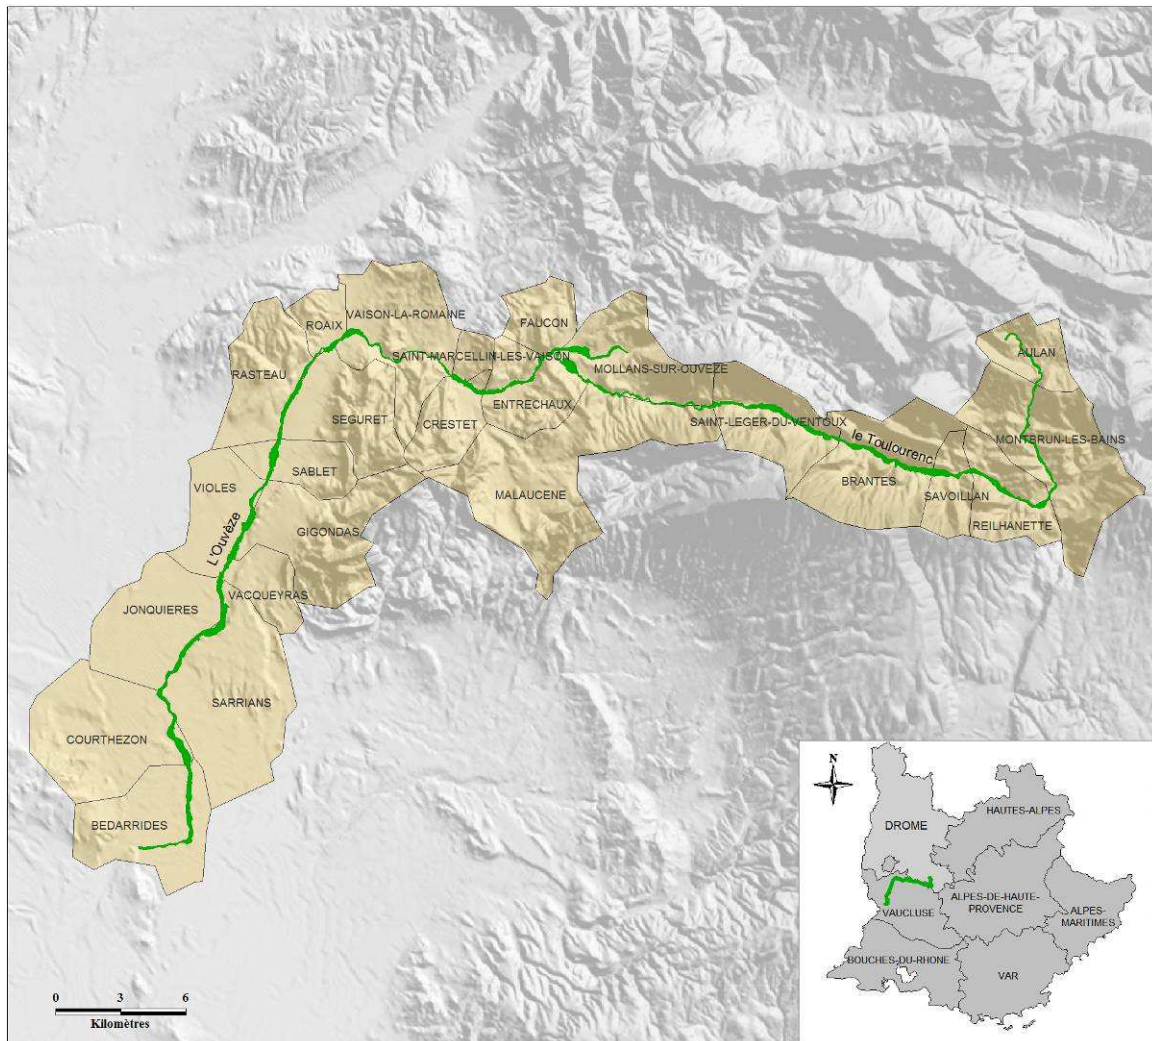 VAISON-LA-ROMAINE
ROAIX
FAUCON
SAINT-MARCELLIN-LES-VAISON
AULAN
RASTEAU
MOLLANS-SUR-OUVEZE
ENTRECHAUX
SEGURET
CRESTET
SAINT-LEGER-DU-VENTOUX
le Toulourenc
MONTBRUN-LES-BAINS
SABLET
VIOLES
BRANTES
MALAUCENE
SAVOILLAN
REILHANETTE
L'Ouvèze
GIGONDAS
VACQUEYRAS
JONQUIERES
SARRIANS
COURTHEZON
BEDARRIDES
0 3 6
Kilomètres
N
HAUTES-ALPES
DROME
ALPES-DE-HAUTE-
PROVENCE
VAUCLUSE
ALPES-
MARITIMES
BOUCHES-DU-RHONE
VAR